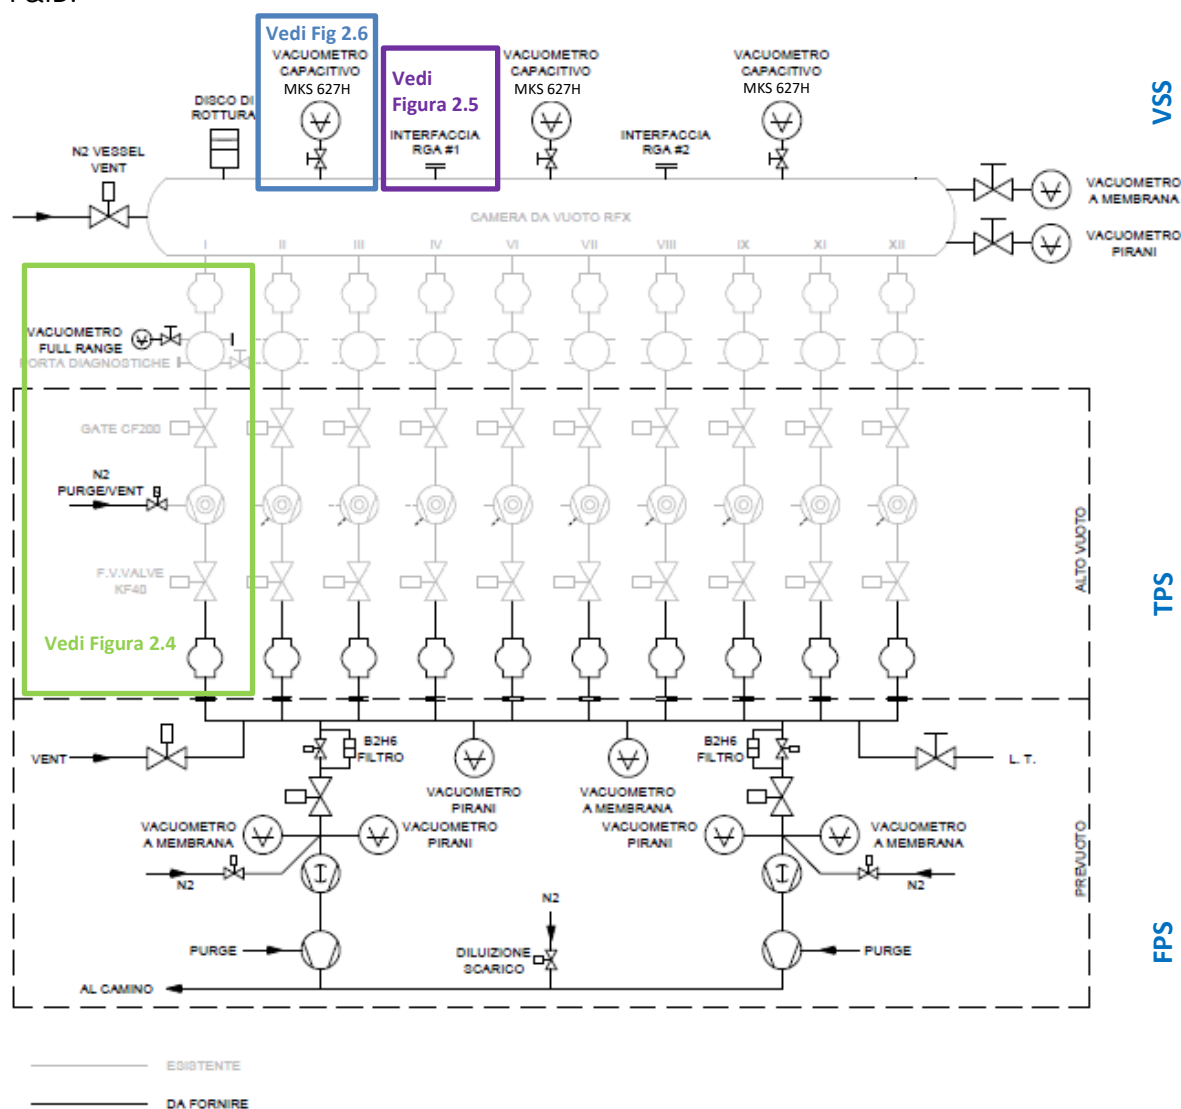 Vedi Fig 2.6
VACUOMETRO
CAPACITIVO
MKS 627H
Vedi
Figura 2.5
VACUOMETRO
CAPACITIVO
MKS 627H
VACUOMETRO
CAPACITIVO
MKS 627H
VSS
DISCO DI
ROTTURA
INTERFACCIA
RGA #1
INTERFACCIA
RGA #2
N2 VESSEL
VENT
VACUOMETRO
A MEMBRANA
CAMERA DA VUOTO RFX
VACUOMETRO
PIRANI
I II III IV VI VII VIII IX XI XII
VACUOMETRO
FULL RANGE
PORTA DIAGNOSTICHE
GATE CF200
N2
PURGE/VENT
ALTO VUOTO
F.V.VALVE
KF40
TPS
Vedi Figura 2.4
VENT
B2H6
FILTRO
VACUOMETRO
PIRANI
VACUOMETRO
A MEMBRANA
B2H6
FILTRO
L. T.
VACUOMETRO
A MEMBRANA
VACUOMETRO
PIRANI
VACUOMETRO
PIRANI
VACUOMETRO
A MEMBRANA
PREVUOTO
N2
N2
N2
PURGE
DILUIZIONE
SCARICO
PURGE
FPS
AL CAMINO
ESISTENTE
DA FORNIRE